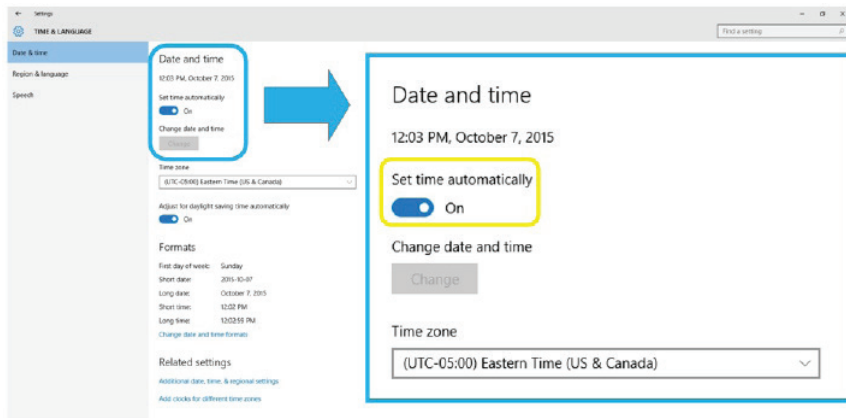 Settings
TIME & LANGUAGE
Find a setting
Date & time
Region & language
Speech
Date and time
12:03 PM, October 7, 2015
Set time automatically
On
Change date and time
Change
Time zone
(UTC-05:00) Eastern Time (US & Canada)
Adjust for daylight saving time automatically
On
Formats
First day of week: Sunday
Short date: 2015-10-07
Long date: October 7, 2015
Short time: 12:02 PM
Long time: 12:02:55 PM
Change date and time formats
Related settings
Additional date, time, & regional settings
Add clocks for different time zones
Date and time
12:03 PM, October 7, 2015
Set time automatically
On
Change date and time
Change
Time zone
(UTC-05:00) Eastern Time (US & Canada)